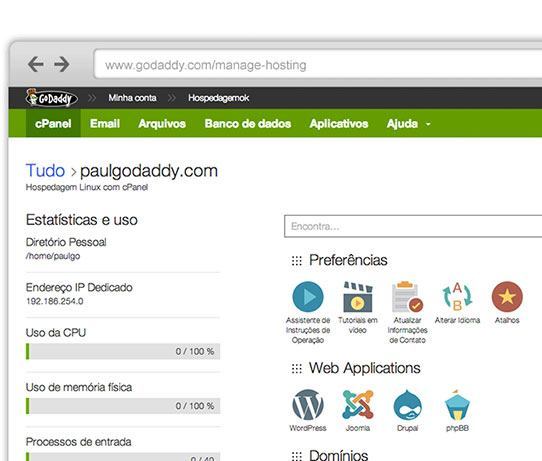 www.godaddy.com/manage-hosting
GoDaddy
Minha conta
Hospedagemok
cPanel Email Arquivos Banco de dados Aplicativos Ajuda
Tudo > paulgodaddy.com
Hospedagem Linux com cPanel
Estatísticas e uso
Diretório Pessoal
/home/paulgo
Endereço IP Dedicado
192.186.254.0
Uso da CPU
0 / 100 %
Uso de memória física
0 / 100 %
Processos de entrada
0 / 40
Encontra...
Preferências
Assistente de
Instruções de
Operação
Tutoriais em
vídeo
Atualizar
Informações
de Contato
A
B
Alterar Idioma
Atalhos
Web Applications
WordPress
Joomla
Drupal
phpBB
Domínios